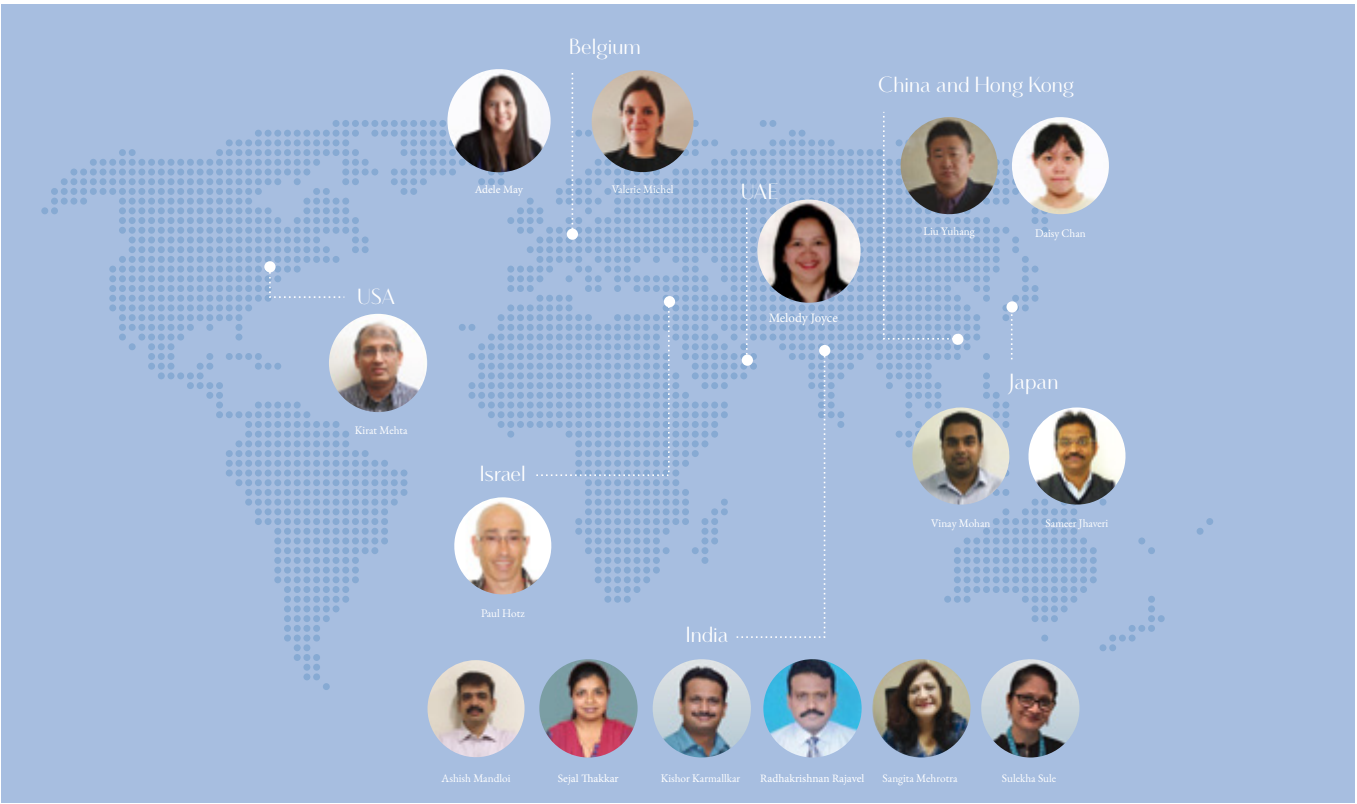 Belgium
Adele May
Valerie Michel
China and Hong Kong
Liu Yuhang
Daisy Chan
UAE
Melody Joyce
USA
Kirat Mehta
Japan
Vinay Mohan
Sameer Jhaveri
Israel
Paul Hotz
India
Ashish Mandloi
Sejal Thakkar
Kishor Karmallkar
Radhakrishnan Rajavel
Sangita Mehrotra
Sulekha Sule